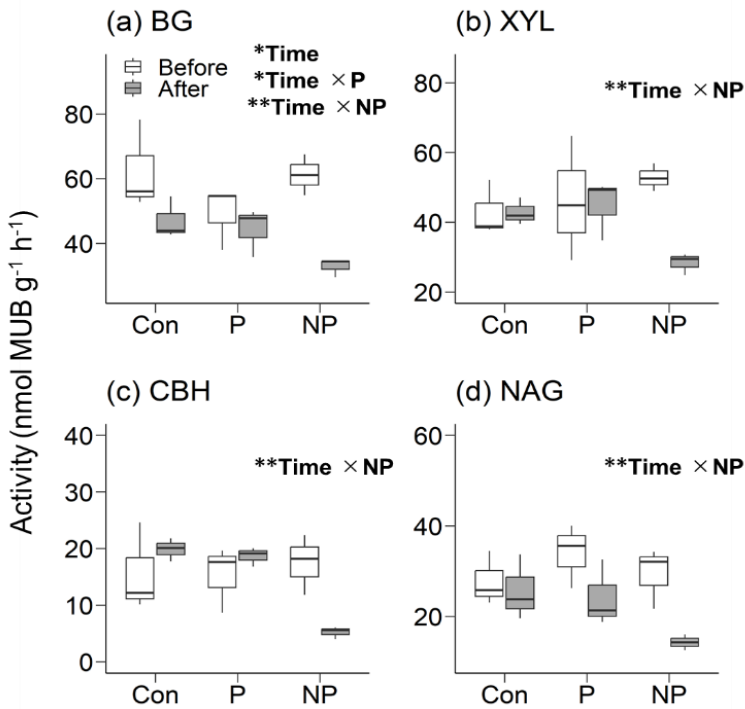 (a) BG
Before
After
*Time
*Time × P
**Time × NP
80
60
40
Con P NP
(b) XYL
**Time × NP
80
60
40
20
Con P NP
Activity (nmol MUB g⁻¹ h⁻¹)
(c) CBH
**Time × NP
40
30
20
10
0
Con P NP
(d) NAG
**Time × NP
60
40
20
Con P NP